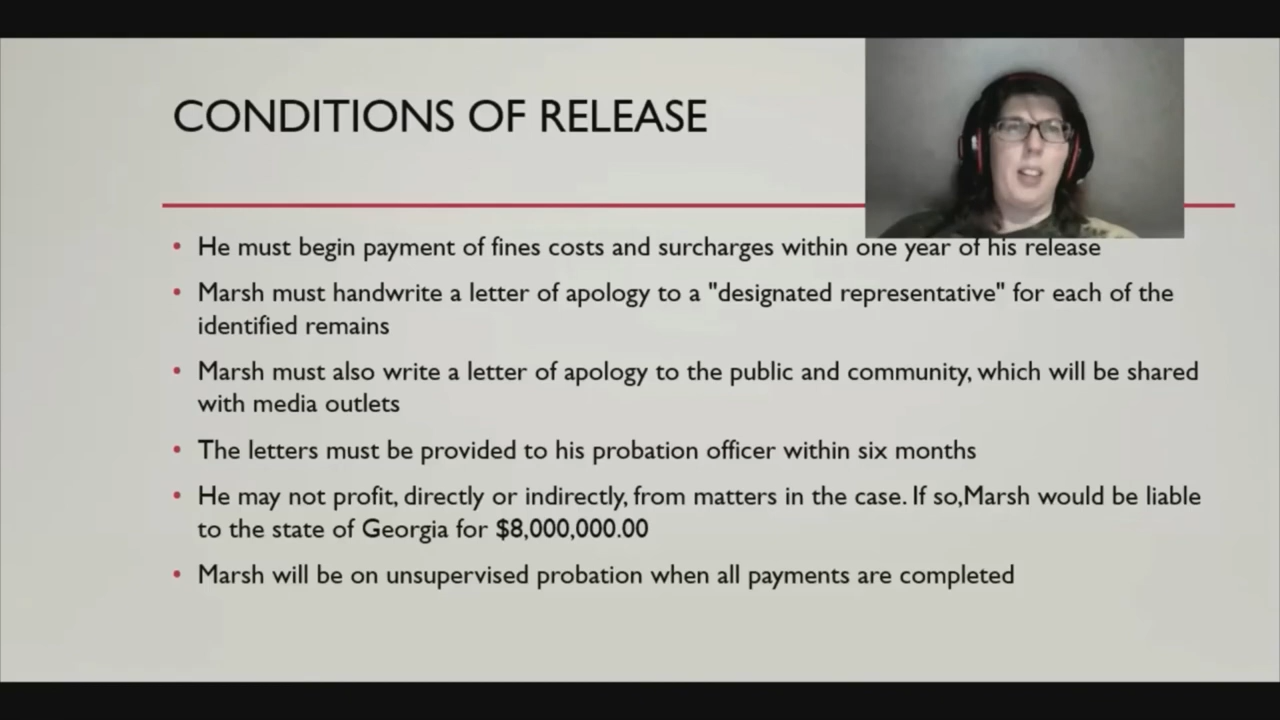 CONDITIONS OF RELEASE
• He must begin payment of fines costs and surcharges within one year of his release
• Marsh must handwrite a letter of apology to a "designated representative" for each of the
identified remains
• Marsh must also write a letter of apology to the public and community, which will be shared
with media outlets
• The letters must be provided to his probation officer within six months
• He may not profit, directly or indirectly, from matters in the case. If so,Marsh would be liable
to the state of Georgia for $8,000,000.00
• Marsh will be on unsupervised probation when all payments are completed